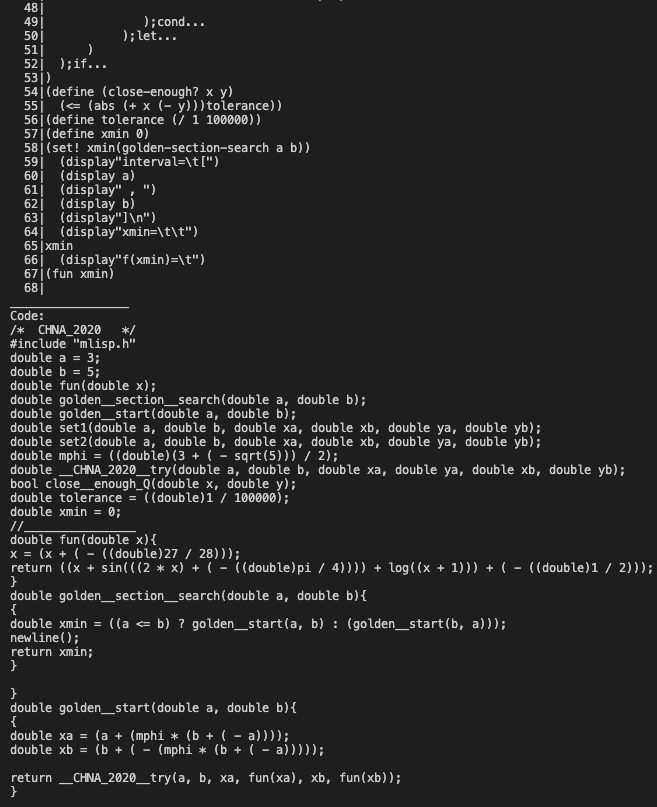 48|
49|              );cond...
50|           );let...
51|      )
52|  );if...
53|)
54|(define (close-enough? x y)
55|  (<= (abs (+ x (- y)))tolerance))
56|(define tolerance (/ 1 100000))
57|(define xmin 0)
58|(set! xmin(golden-section-search a b))
59|  (display"interval=\t[")
60|  (display a)
61|  (display" , ")
62|  (display b)
63|  (display"]\n")
64|  (display"xmin=\t\t")
65|xmin
66|  (display"f(xmin)=\t")
67|(fun xmin)
68|
_________________
Code:
/*  CHNA_2020   */
#include "mlisp.h"
double a = 3;
double b = 5;
double fun(double x);
double golden__section__search(double a, double b);
double golden__start(double a, double b);
double set1(double a, double b, double xa, double xb, double ya, double yb);
double set2(double a, double b, double xa, double xb, double ya, double yb);
double mphi = ((double)(3 + ( - sqrt(5))) / 2);
double __CHNA_2020__try(double a, double b, double xa, double ya, double xb, double yb);
bool close__enough_Q(double x, double y);
double tolerance = ((double)1 / 100000);
double xmin = 0;
//________________
double fun(double x){
x = (x + ( - ((double)27 / 28)));
return ((x + sin(((2 * x) + ( - ((double)pi / 4)))) + log((x + 1))) + ( - ((double)1 / 2)));
}
double golden__section__search(double a, double b){
{
double xmin = ((a <= b) ? golden__start(a, b) : (golden__start(b, a)));
newline();
return xmin;
}
}
double golden__start(double a, double b){
{
double xa = (a + (mphi * (b + ( - a))));
double xb = (b + ( - (mphi * (b + ( - a)))));
return __CHNA_2020__try(a, b, xa, fun(xa), xb, fun(xb));
}